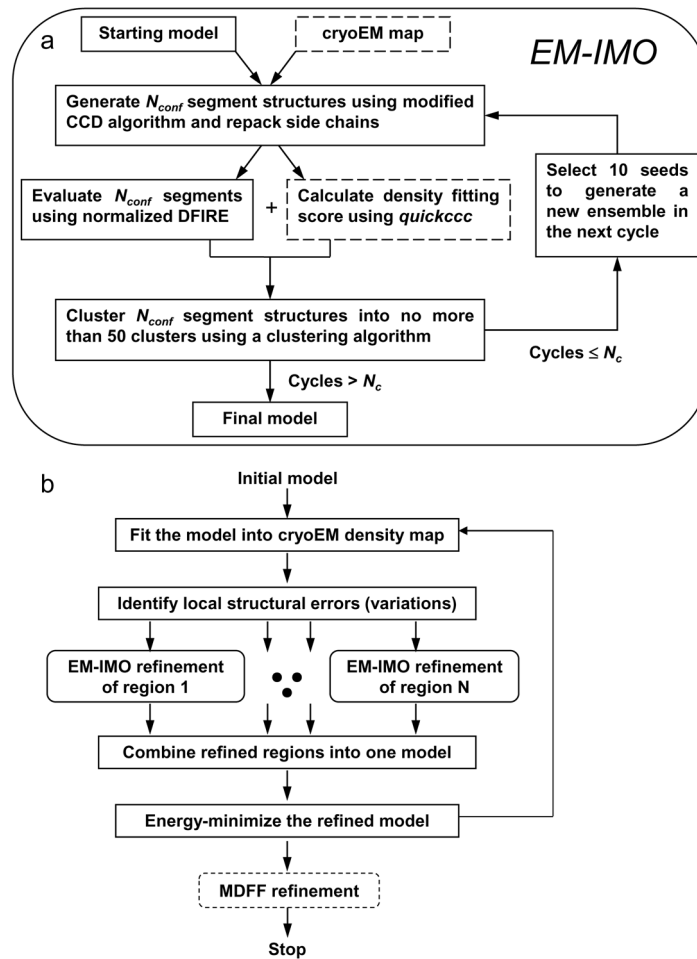 a
EM-IMO
Starting model
cryoEM map
Generate N_conf segment structures using modified
CCD algorithm and repack side chains
Evaluate N_conf segments
using normalized DFIRE
+
Calculate density fitting
score using quickccc
Select 10 seeds
to generate a
new ensemble in
the next cycle
Cluster N_conf segment structures into no more
than 50 clusters using a clustering algorithm
Cycles ≤ N_c
Cycles > N_c
Final model
b
Initial model
Fit the model into cryoEM density map
Identify local structural errors (variations)
EM-IMO refinement
of region 1
EM-IMO refinement
of region N
Combine refined regions into one model
Energy-minimize the refined model
MDFF refinement
Stop